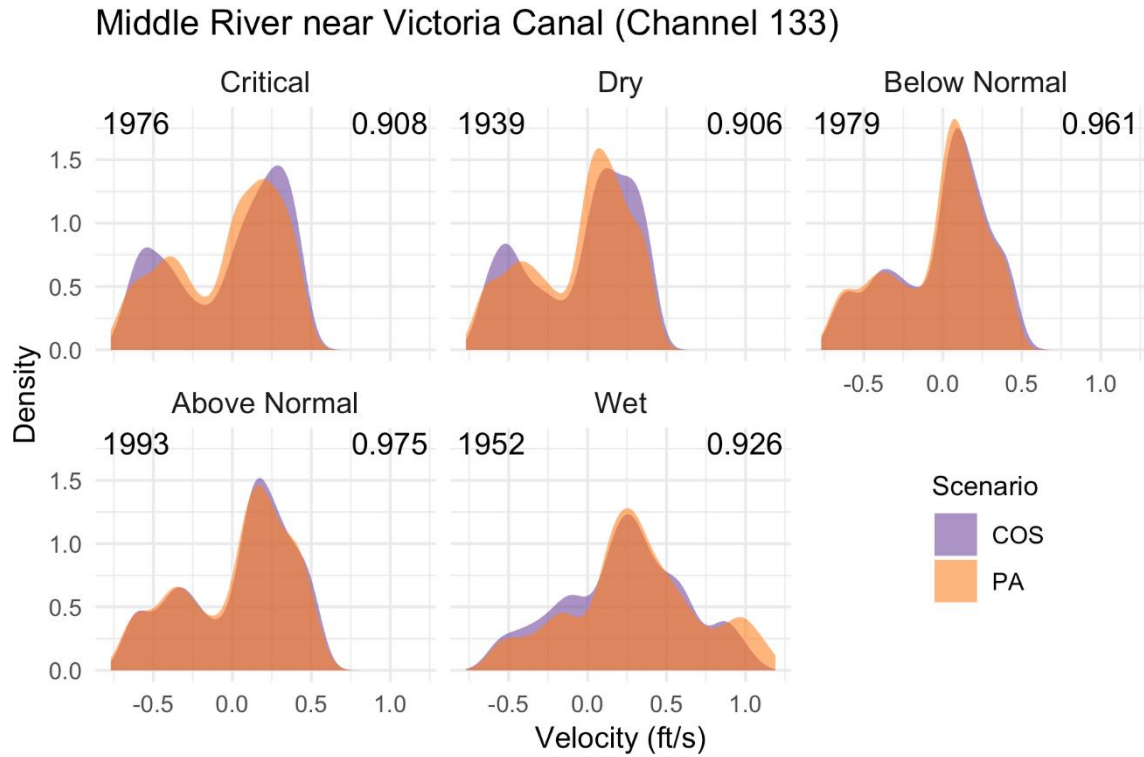 Middle River near Victoria Canal (Channel 133)
Critical
Dry
Below Normal
1976 0.908
1939 0.906
1979 0.961
1.5
1.0
0.5
0.0
-0.5 0.0 0.5 1.0
Density
Above Normal
Wet
1993 0.975
1952 0.926
1.5
1.0
0.5
0.0
-0.5 0.0 0.5 1.0
-0.5 0.0 0.5 1.0
Velocity (ft/s)
Scenario
COS
PA